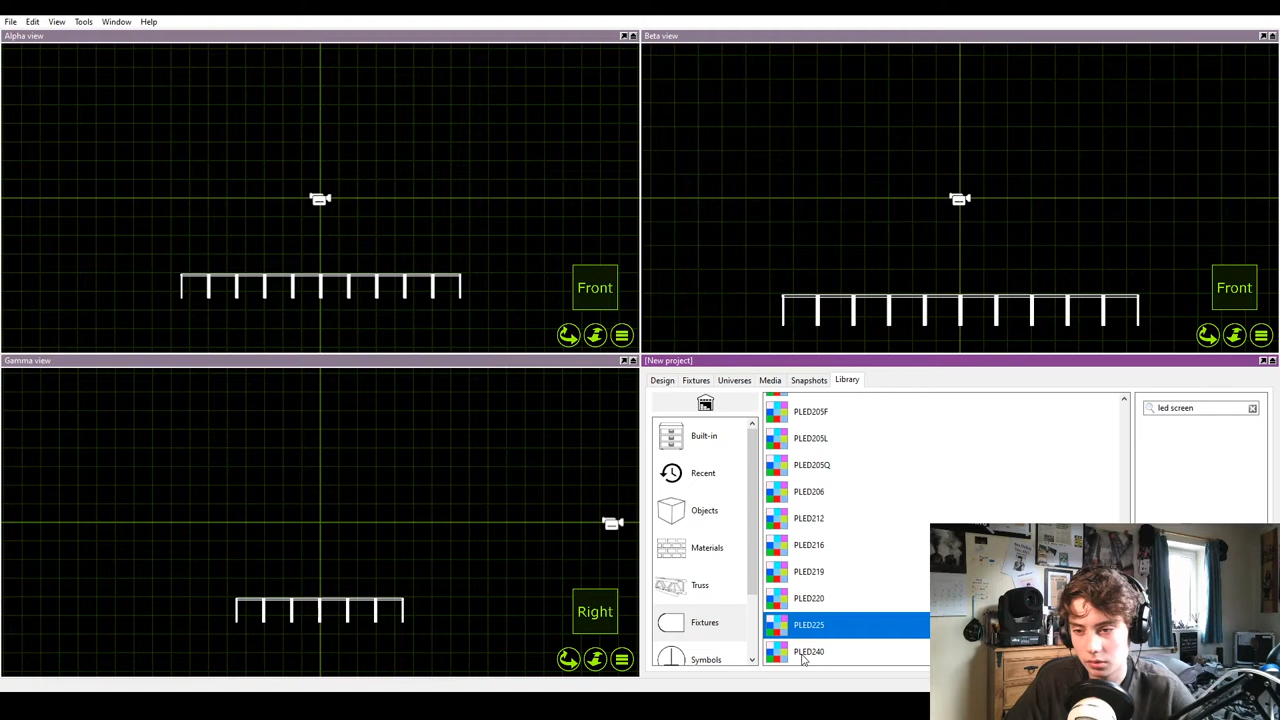 File Edit View Tools Window Help
Alpha view
Beta view
Front
Front
Gamma view
[New project]
Design Fixtures Universes Media Snapshots Library
Built-in
Recent
Objects
Materials
Truss
Fixtures
Symbols
PLED205F
PLED205L
PLED205Q
PLED206
PLED212
PLED216
PLED219
PLED220
PLED225
PLED240
led screen
Right